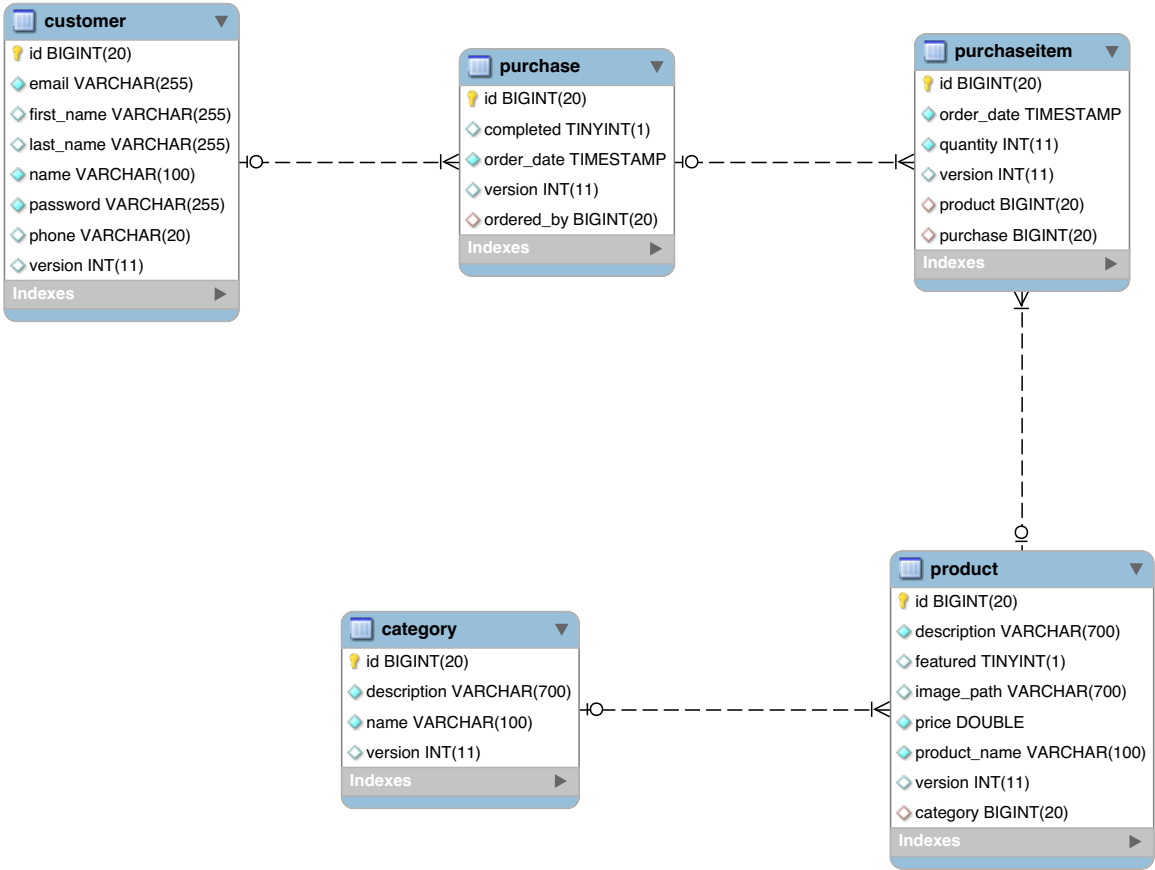 customer
id BIGINT(20)
email VARCHAR(255)
first_name VARCHAR(255)
last_name VARCHAR(255)
name VARCHAR(100)
password VARCHAR(255)
phone VARCHAR(20)
version INT(11)
Indexes
purchase
id BIGINT(20)
completed TINYINT(1)
order_date TIMESTAMP
version INT(11)
ordered_by BIGINT(20)
Indexes
purchaseitem
id BIGINT(20)
order_date TIMESTAMP
quantity INT(11)
version INT(11)
product BIGINT(20)
purchase BIGINT(20)
Indexes
category
id BIGINT(20)
description VARCHAR(700)
name VARCHAR(100)
version INT(11)
Indexes
product
id BIGINT(20)
description VARCHAR(700)
featured TINYINT(1)
image_path VARCHAR(700)
price DOUBLE
product_name VARCHAR(100)
version INT(11)
category BIGINT(20)
Indexes